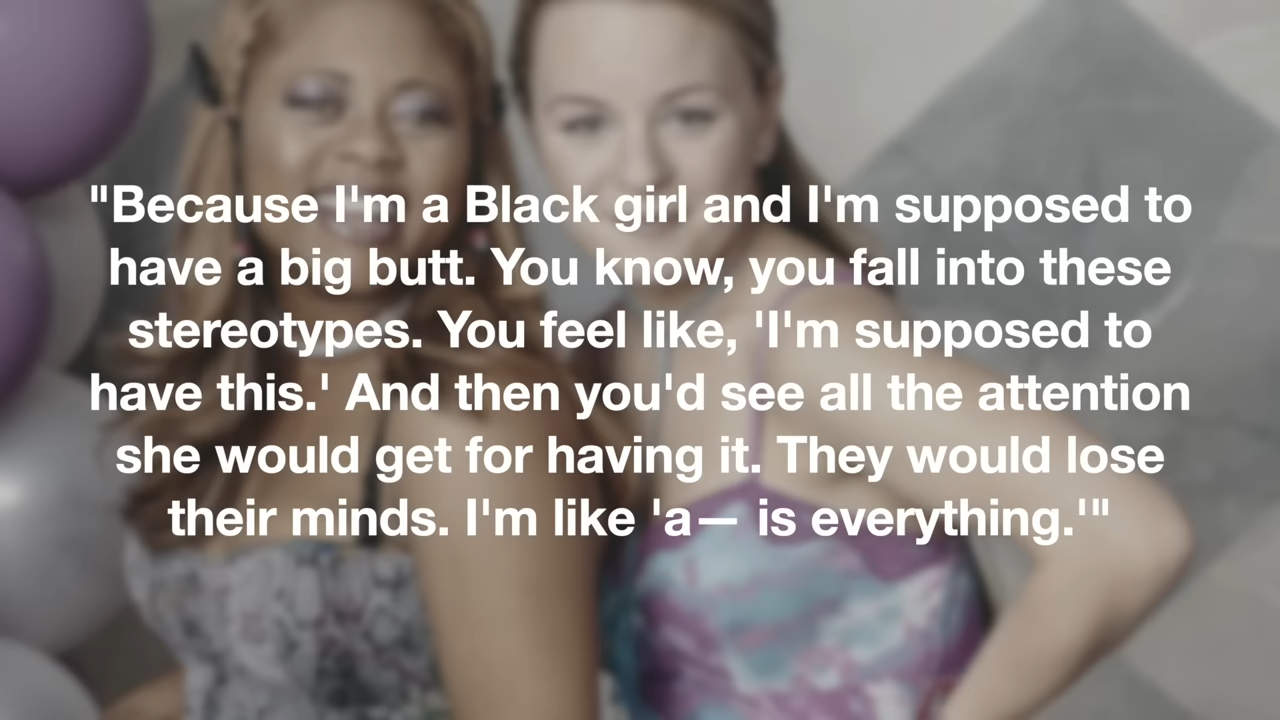 "Because I'm a Black girl and I'm supposed to
have a big butt. You know, you fall into these
stereotypes. You feel like, 'I'm supposed to
have this.' And then you'd see all the attention
she would get for having it. They would lose
their minds. I'm like 'a— is everything.'"